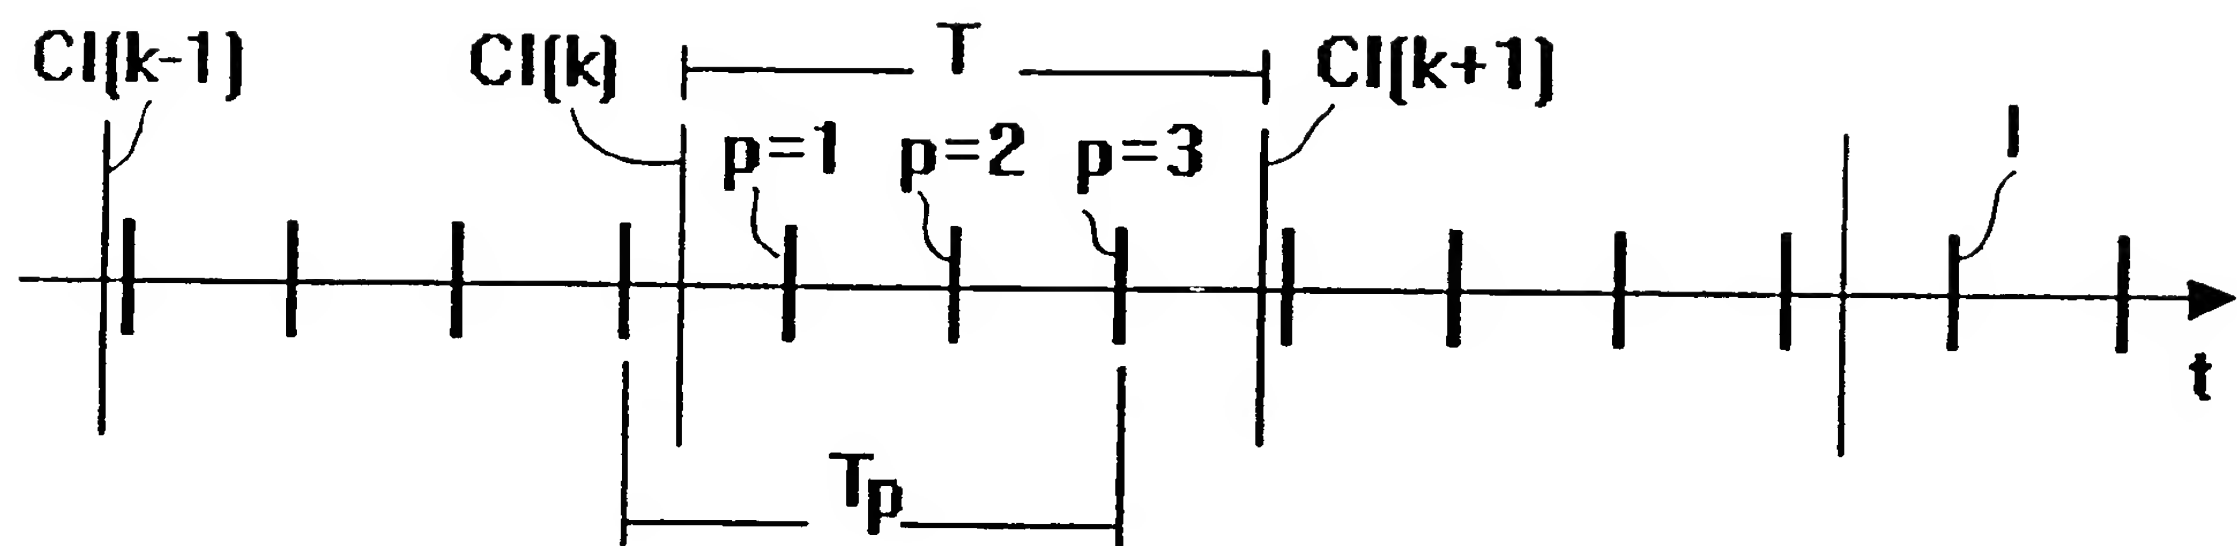 CI(k-1) CI(k) T CI(k+1)
p=1 p=2 p=3 I
t
Tp